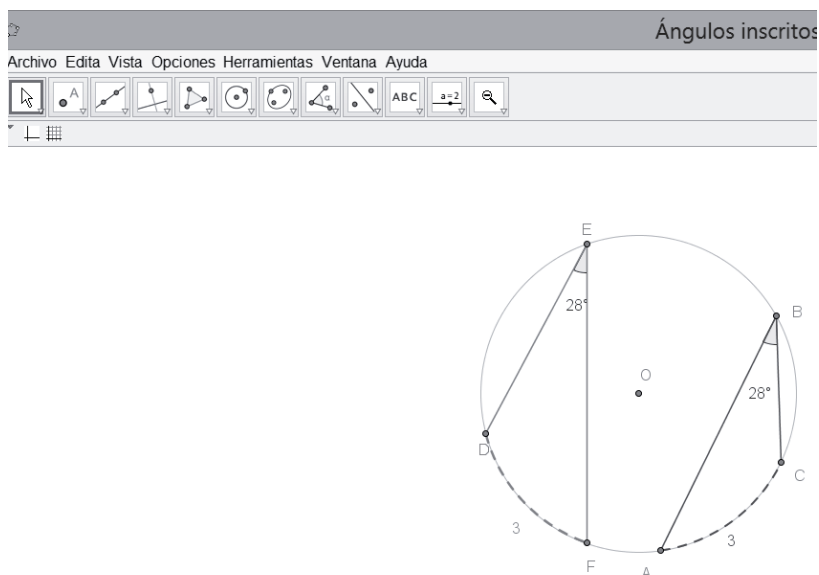 Ángulos inscritos
Archivo Edita Vista Opciones Herramientas Ventana Ayuda
A
α
ABC
a=2
E
28°
B
O
28°
D
C
3
3
F
A